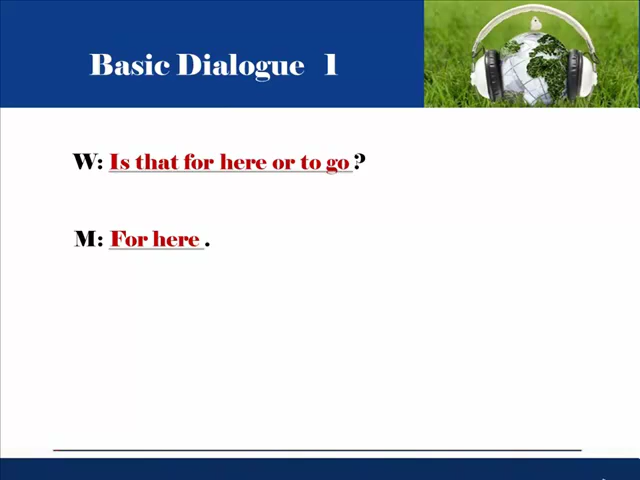 Basic Dialogue 1
W: Is that for here or to go?
M: For here.